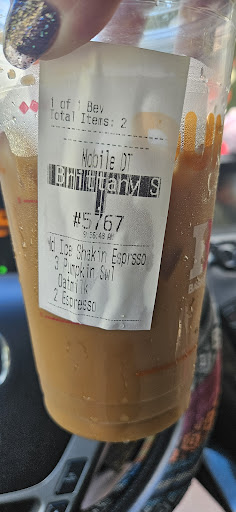 1 of 1 Bev
Total Items: 2
Mobile DT
Brittany S
#5767
Md Ice Shakin Esprsso
3 Pumpkin Swl
Oatmilk
2 Espresso